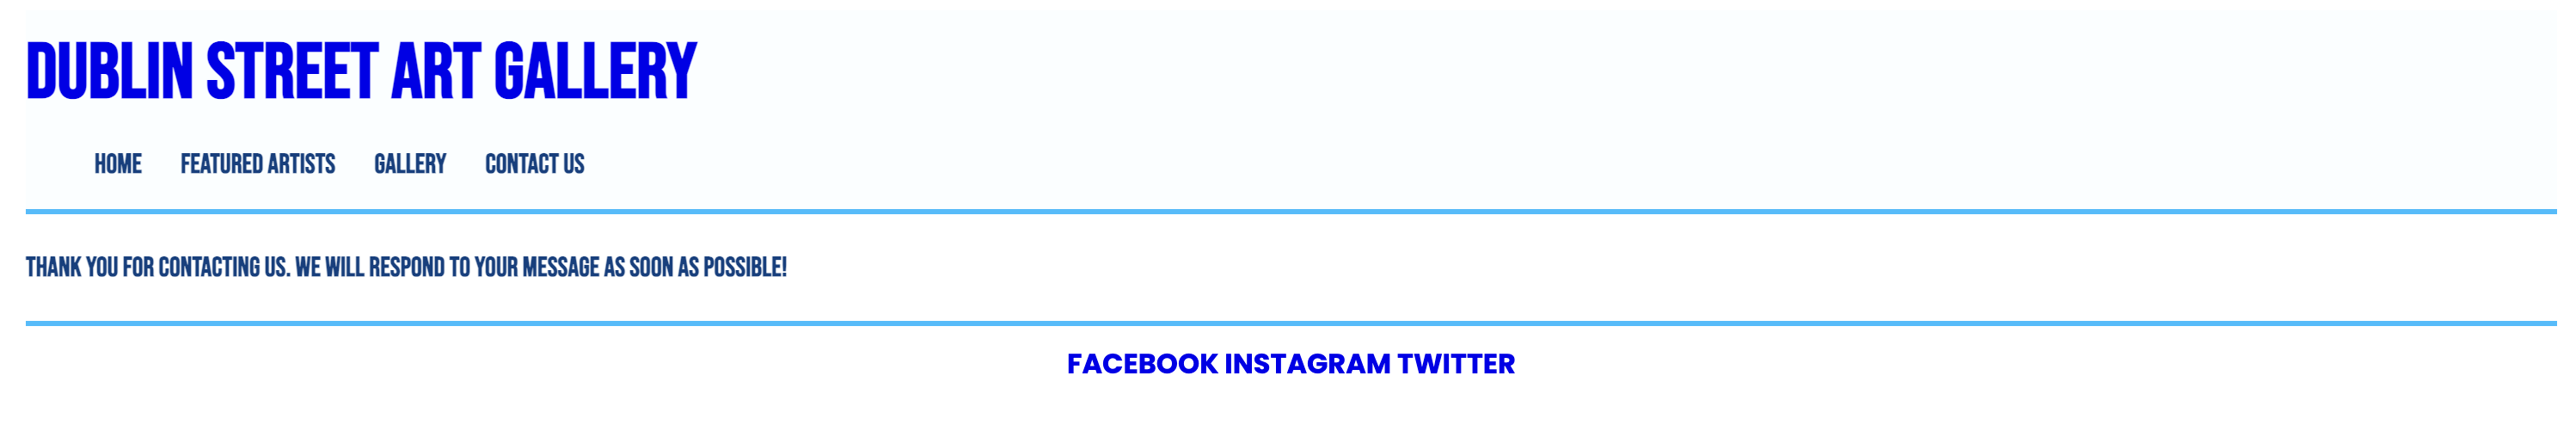 DUBLIN STREET ART GALLERY
HOME FEATURED ARTISTS GALLERY CONTACT US
THANK YOU FOR CONTACTING US. WE WILL RESPOND TO YOUR MESSAGE AS SOON AS POSSIBLE!
FACEBOOK INSTAGRAM TWITTER